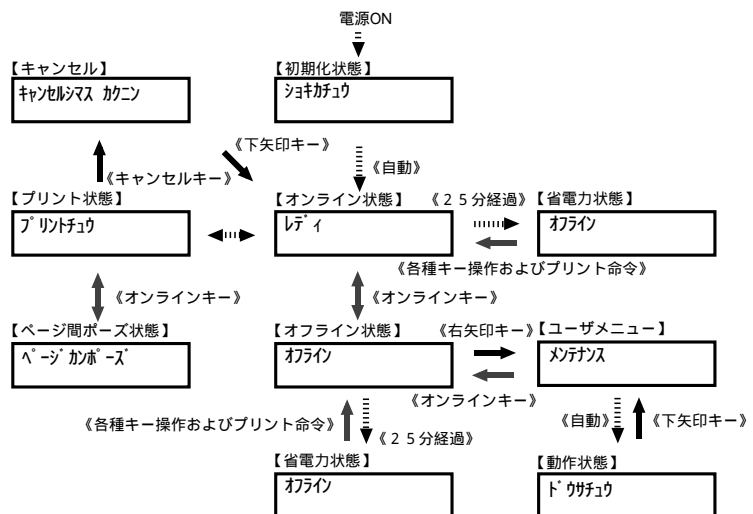 電源ON
【キャンセル】
ｷｬﾝｾﾙｼﾏｽ ｶｸﾆﾝ
【初期化状態】
ｼｮｷｶﾁｭｳ
《下矢印キー》
《自動》
《キャンセルキー》
【プリント状態】
ﾌﾟﾘﾝﾄﾁｭｳ
【オンライン状態】
ﾚﾃﾞｨ
《２５分経過》
【省電力状態】
ｵﾌﾗｲﾝ
《各種キー操作およびプリント命令》
《オンラインキー》
《オンラインキー》
【ページ間ポーズ状態】
ﾍﾟｰｼﾞｶﾝﾎﾟｰｽﾞ
【オフライン状態】
ｵﾌﾗｲﾝ
《右矢印キー》
【ユーザメニュー】
ﾒﾝﾃﾅﾝｽ
《オンラインキー》
《各種キー操作およびプリント命令》
《２５分経過》
《自動》
《下矢印キー》
【省電力状態】
ｵﾌﾗｲﾝ
【動作状態】
ﾄﾞｳｻﾁｭｳ